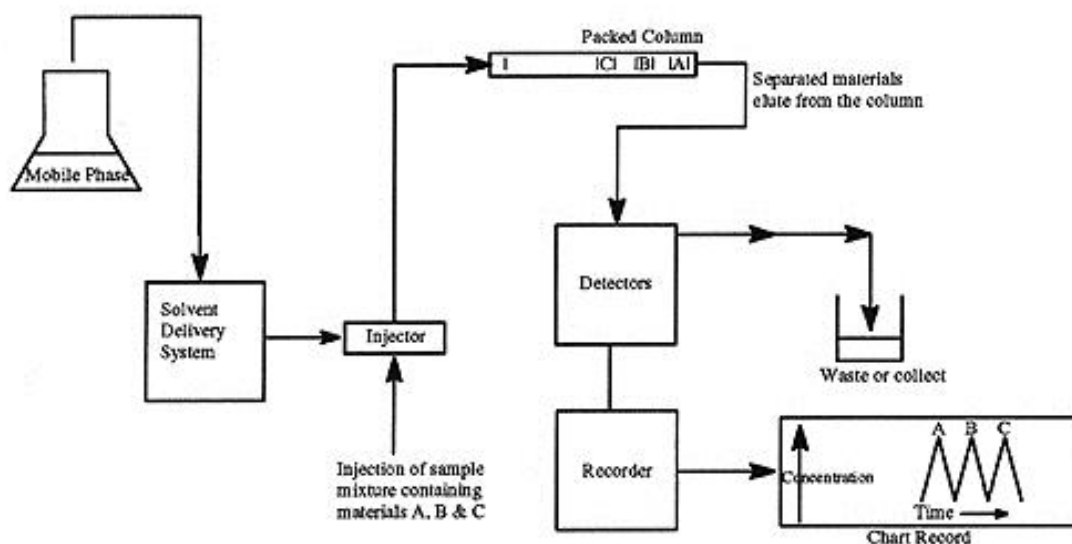 Mobile Phase
Solvent
Delivery
System
Injector
Injection of sample
mixture containing
materials A, B & C
Packed Column
|C| |B| |A|
Separated materials
elute from the column
Detectors
Waste or collect
Recorder
Concentration
A B C
Time
Chart Record